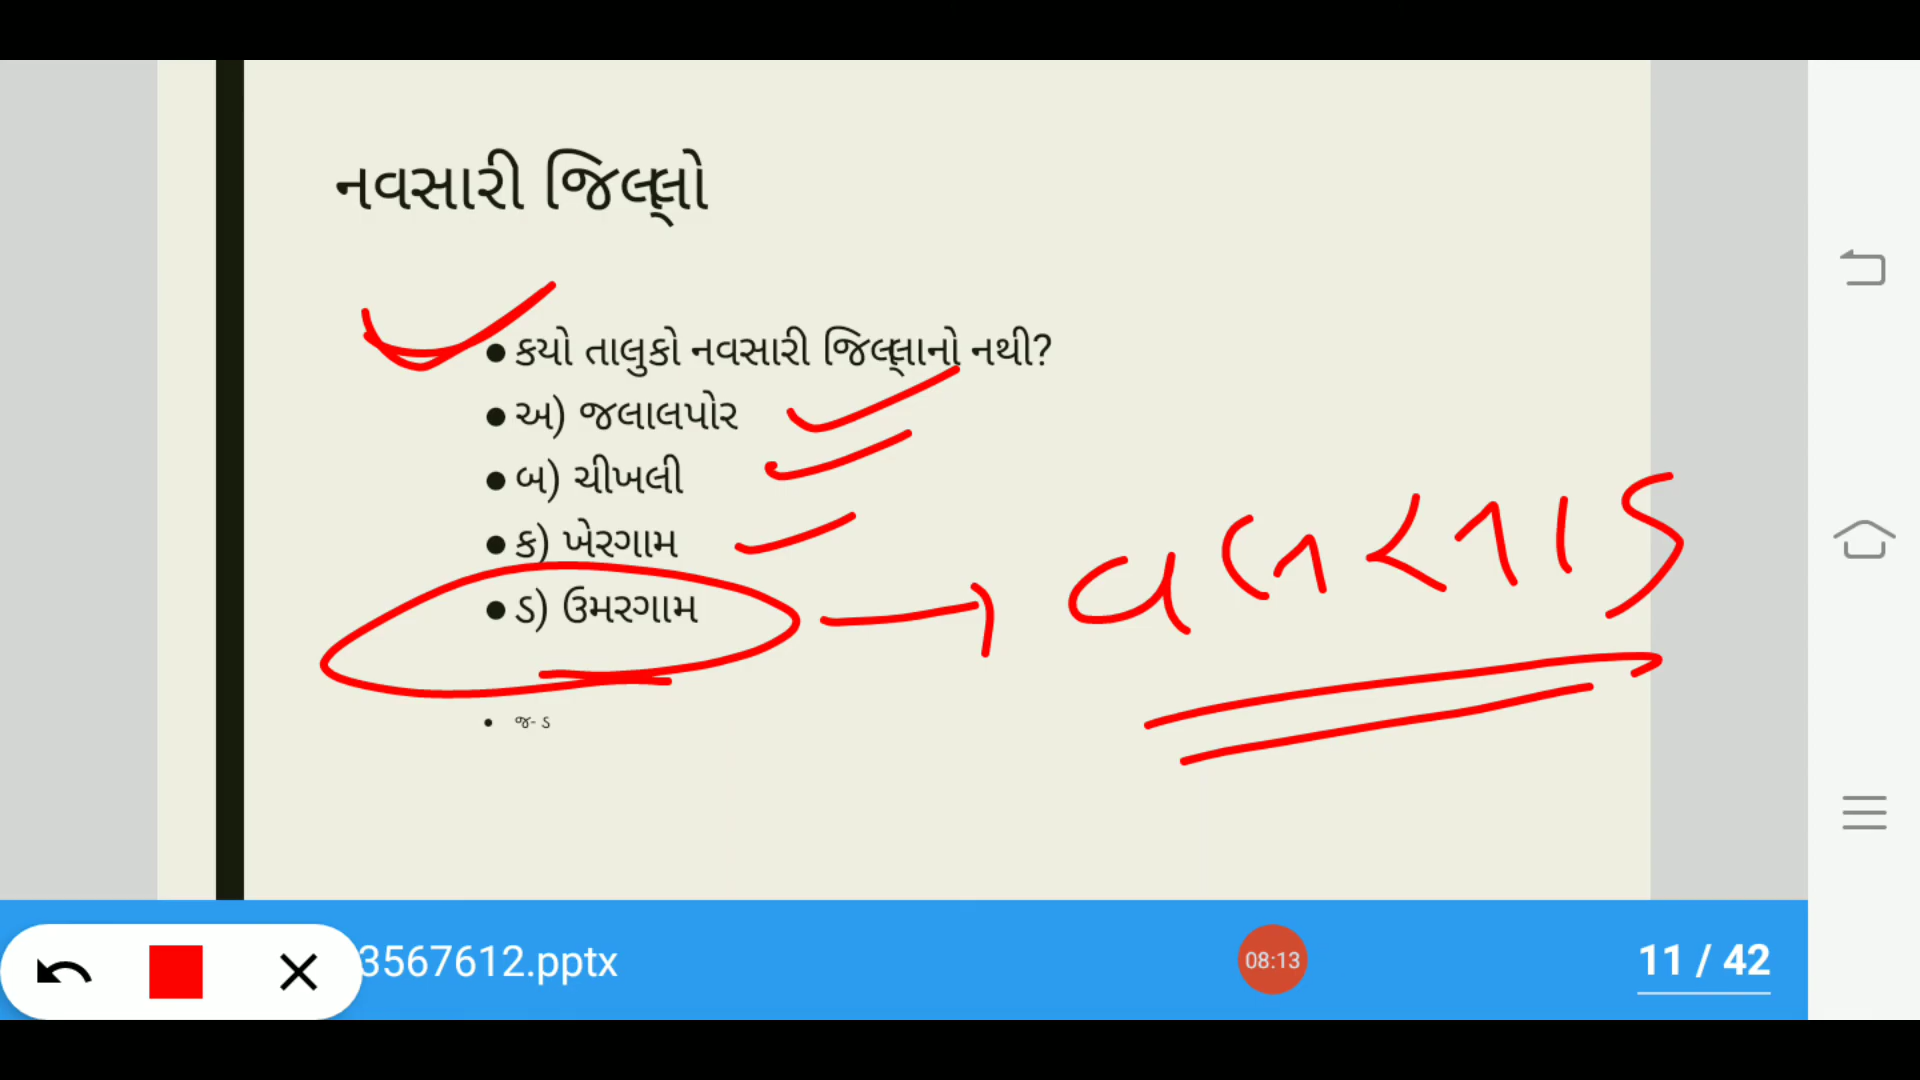 નવસારી જિલ્લો
● કયો તાલુકો નવસારી જિલ્લાનો નથી?
● અ) જલાલપોર
● બ) ચીખલી
● ક) ખેરગામ
● ડ) ઉમરગામ
વલસાડ
• જ- ડ
3567612.pptx
08:13
11 / 42